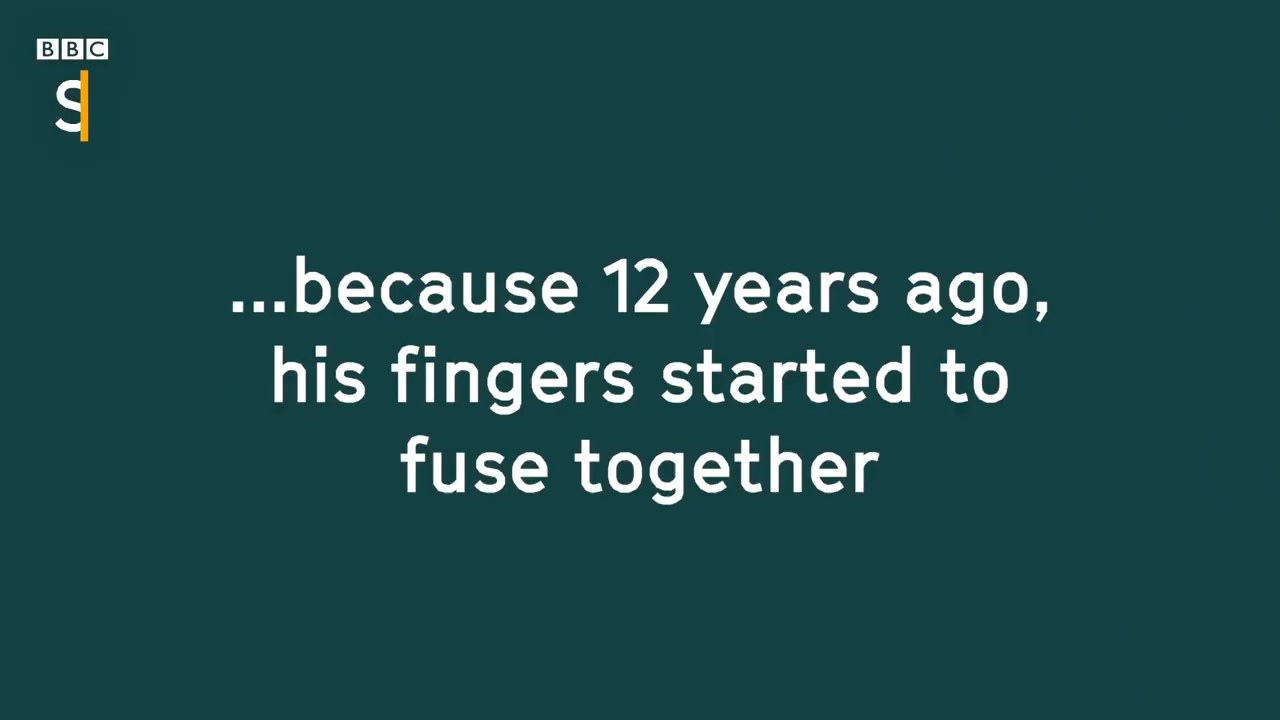 BBC
S
...because 12 years ago,
his fingers started to
fuse together